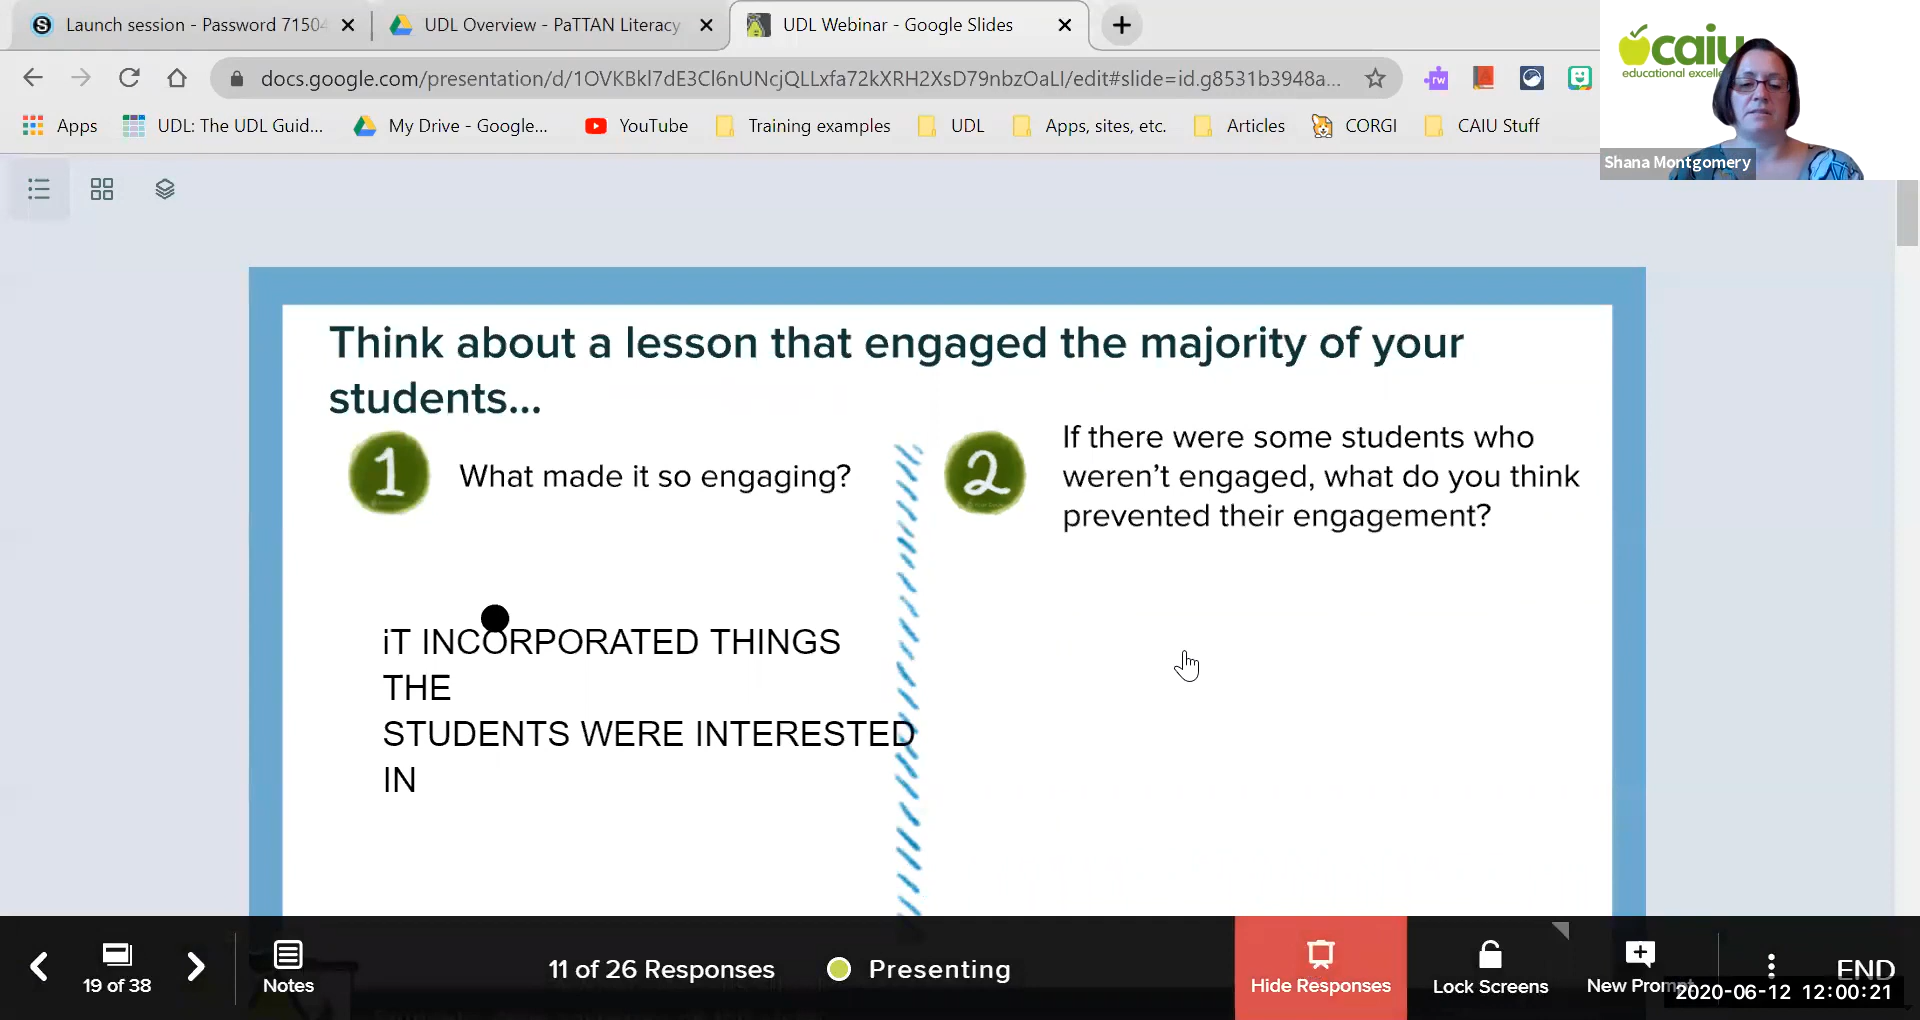 Launch session - Password 71504
UDL Overview - PaTTAN Literacy
UDL Webinar - Google Slides
docs.google.com/presentation/d/1OVKBkl7dE3Cl6nUNcjQLLxfa72kXRH2XsD79nbzOaLI/edit#slide=id.g8531b3948a...
Apps
UDL: The UDL Guid...
My Drive - Google...
YouTube
Training examples
UDL
Apps, sites, etc.
Articles
CORGI
CAIU Stuff
caiu
educational
Shana Montgomery
Think about a lesson that engaged the majority of your
students...
1
What made it so engaging?
2
If there were some students who
weren't engaged, what do you think
prevented their engagement?
iT INCORPORATED THINGS
THE
STUDENTS WERE INTERESTED
IN
19 of 38
Notes
11 of 26 Responses
Presenting
Hide Responses
Lock Screens
New Prompt
END
2020-06-12 12:00:21